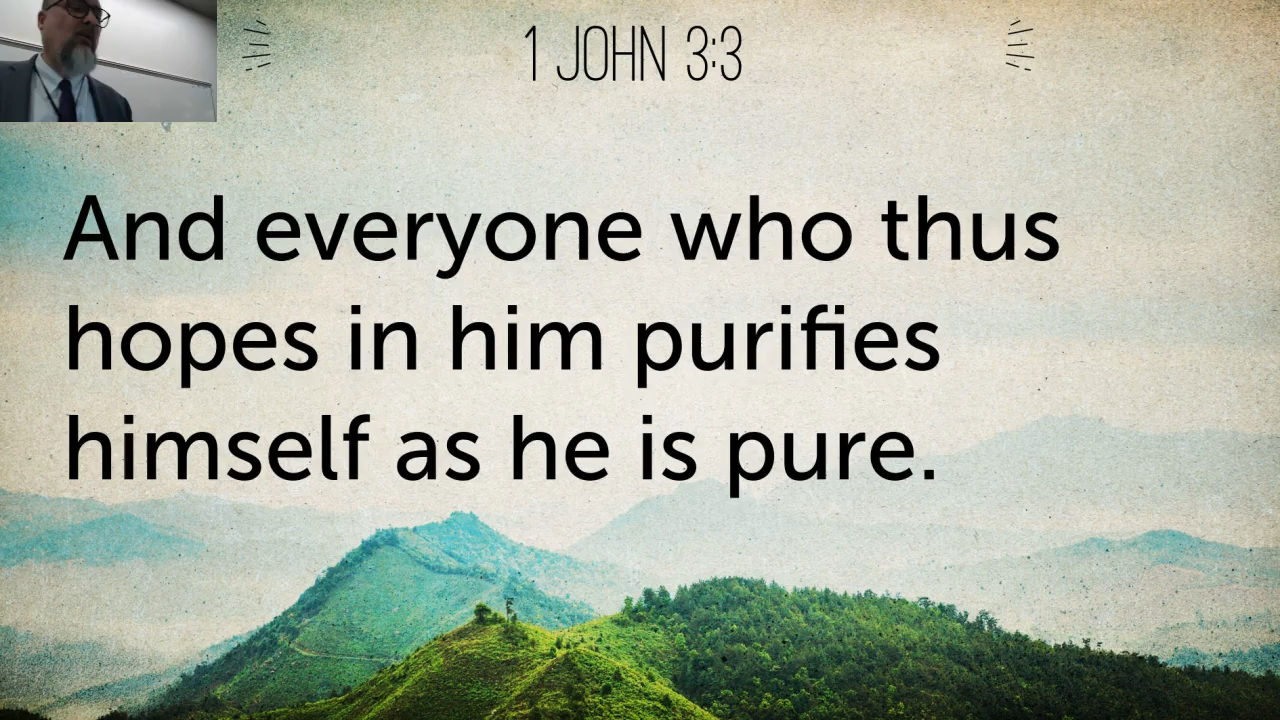 1 JOHN 3:3
And everyone who thus
hopes in him purifies
himself as he is pure.